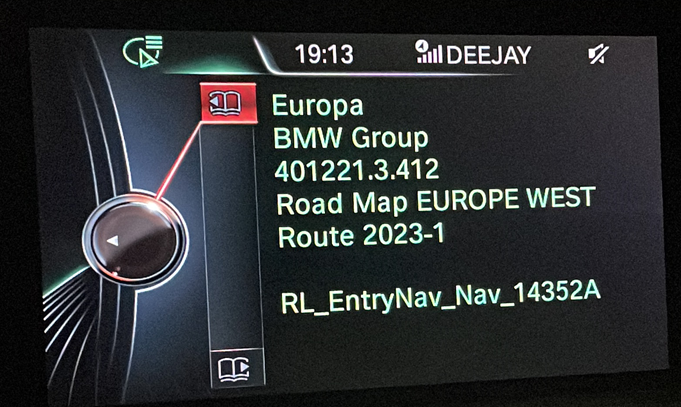 19:13 DEEJAY
Europa
BMW Group
401221.3.412
Road Map EUROPE WEST
Route 2023-1
RL_EntryNav_Nav_14352A